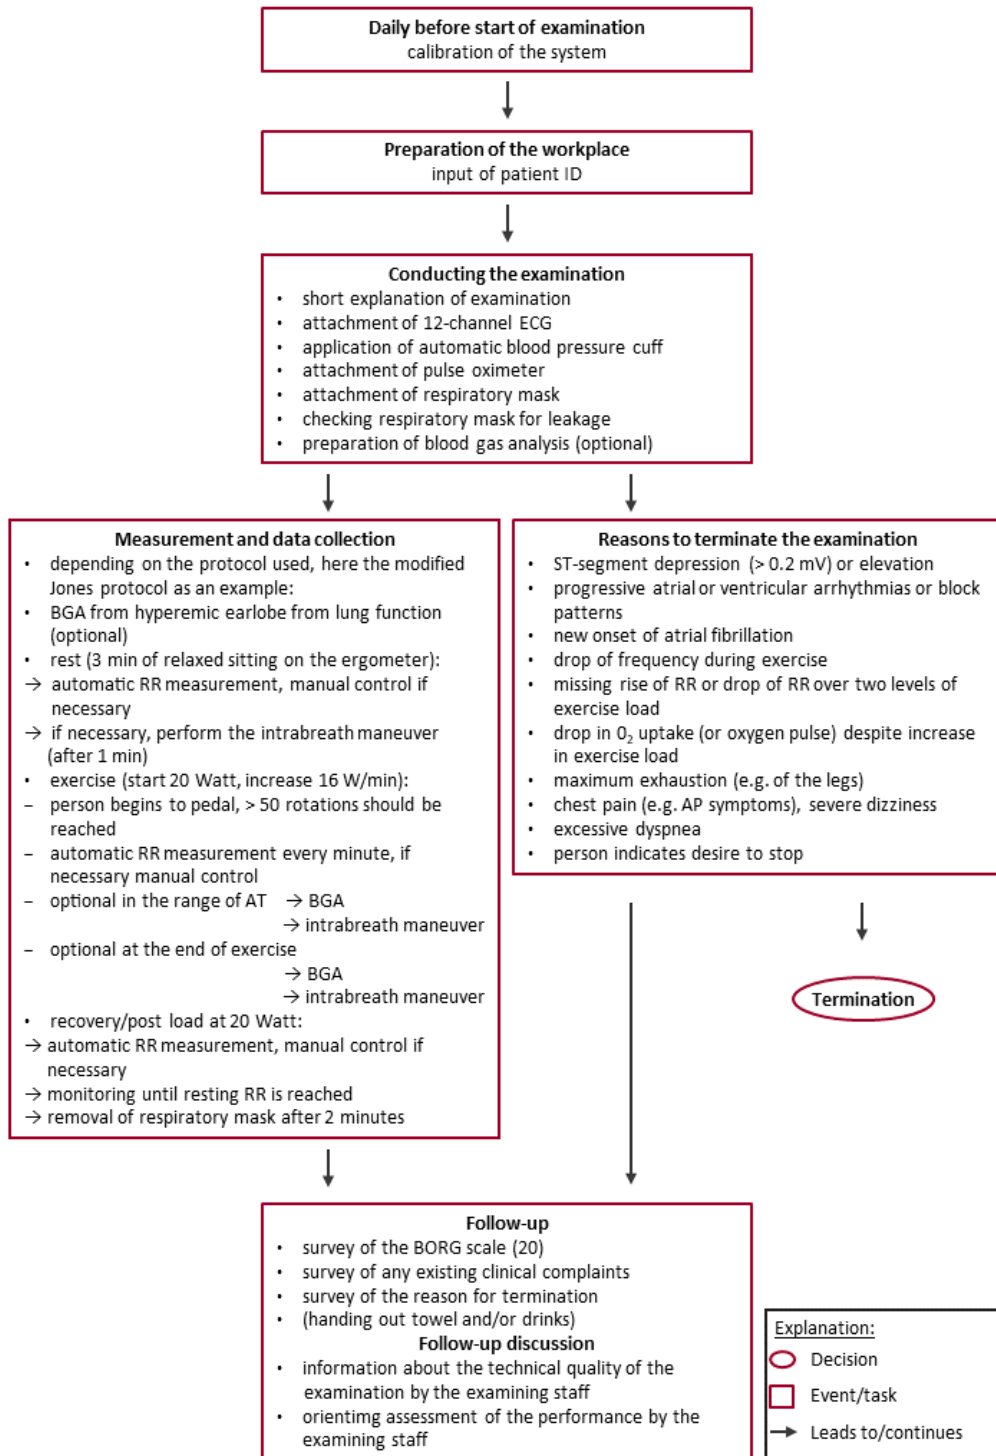 Daily before start of examination
calibration of the system
Preparation of the workplace
input of patient ID
Conducting the examination
• short explanation of examination
• attachment of 12-channel ECG
• application of automatic blood pressure cuff
• attachment of pulse oximeter
• attachment of respiratory mask
• checking respiratory mask for leakage
• preparation of blood gas analysis (optional)
Measurement and data collection
• depending on the protocol used, here the modified
Jones protocol as an example:
• BGA from hyperemic earlobe from lung function
(optional)
• rest (3 min of relaxed sitting on the ergometer):
→ automatic RR measurement, manual control if
necessary
→ if necessary, perform the intrabreath maneuver
(after 1 min)
• exercise (start 20 Watt, increase 16 W/min):
– person begins to pedal, > 50 rotations should be
reached
– automatic RR measurement every minute, if
necessary manual control
– optional in the range of AT → BGA
→ intrabreath maneuver
– optional at the end of exercise
→ BGA
→ intrabreath maneuver
• recovery/post load at 20 Watt:
→ automatic RR measurement, manual control if
necessary
→ monitoring until resting RR is reached
→ removal of respiratory mask after 2 minutes
Reasons to terminate the examination
• ST-segment depression (> 0.2 mV) or elevation
• progressive atrial or ventricular arrhythmias or block
patterns
• new onset of atrial fibrillation
• drop of frequency during exercise
• missing rise of RR or drop of RR over two levels of
exercise load
• drop in O₂ uptake (or oxygen pulse) despite increase
in exercise load
• maximum exhaustion (e.g. of the legs)
• chest pain (e.g. AP symptoms), severe dizziness
• excessive dyspnea
• person indicates desire to stop
Termination
Follow-up
• survey of the BORG scale (20)
• survey of any existing clinical complaints
• survey of the reason for termination
• (handing out towel and/or drinks)
Follow-up discussion
• information about the technical quality of the
examination by the examining staff
• orientimg assessment of the performance by the
examining staff
Explanation:
Decision
Event/task
Leads to/continues